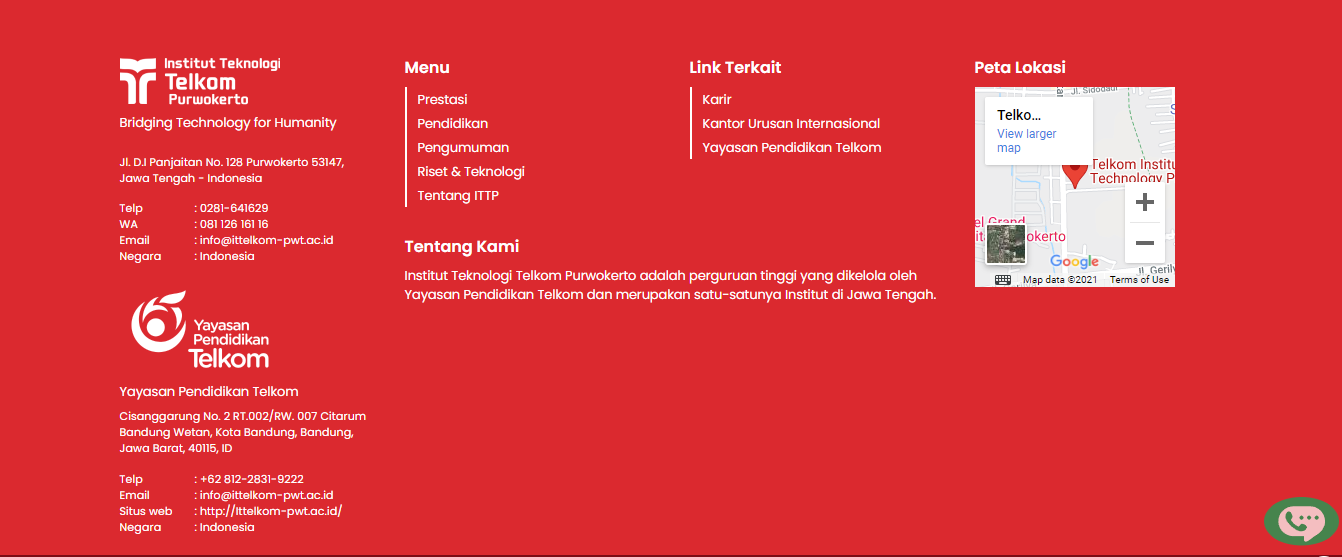 Institut Teknologi
Telkom
Purwokerto
Bridging Technology for Humanity
Jl. D.I Panjaitan No. 128 Purwokerto 53147,
Jawa Tengah - Indonesia
Telp : 0281-641629
WA : 081 126 161 16
Email : info@ittelkom-pwt.ac.id
Negara : Indonesia
Yayasan
Pendidikan
Telkom
Yayasan Pendidikan Telkom
Cisanggarung No. 2 RT.002/RW. 007 Citarum
Bandung Wetan, Kota Bandung, Bandung,
Jawa Barat, 40115, ID
Telp : +62 812-2831-9222
Email : info@ittelkom-pwt.ac.id
Situs web : http://Ittelkom-pwt.ac.id/
Negara : Indonesia
Menu
Prestasi
Pendidikan
Pengumuman
Riset & Teknologi
Tentang ITTP
Link Terkait
Karir
Kantor Urusan Internasional
Yayasan Pendidikan Telkom
Tentang Kami
Institut Teknologi Telkom Purwokerto adalah perguruan tinggi yang dikelola oleh
Yayasan Pendidikan Telkom dan merupakan satu-satunya Institut di Jawa Tengah.
Peta Lokasi
Jl. Sidodadi
Telko...
View larger
map
Telkom Institu
Technology P
el Grand
ita
wokerto
Google
Jl. Gerily
Map data ©2021 Terms of Use